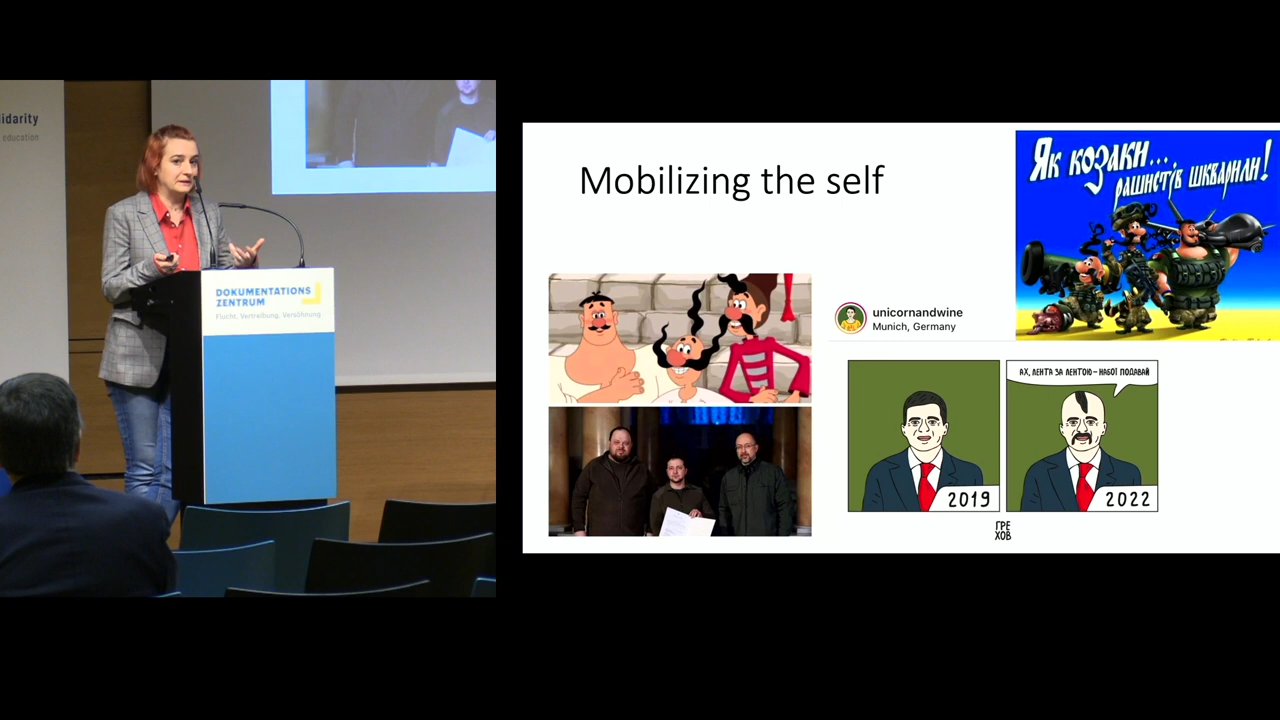 lidarity
education
DOKUMENTATIONS
ZENTRUM
Flucht, Vertreibung, Versöhnung
Mobilizing the self
Як козаки...
рашистів шкварили!
unicornandwine
Munich, Germany
АХ, ЛЕНТА ЗА ЛЕНТОЮ – НАБОЇ ПОДАВАЙ
2019
2022
ГРЕ
ХОВ